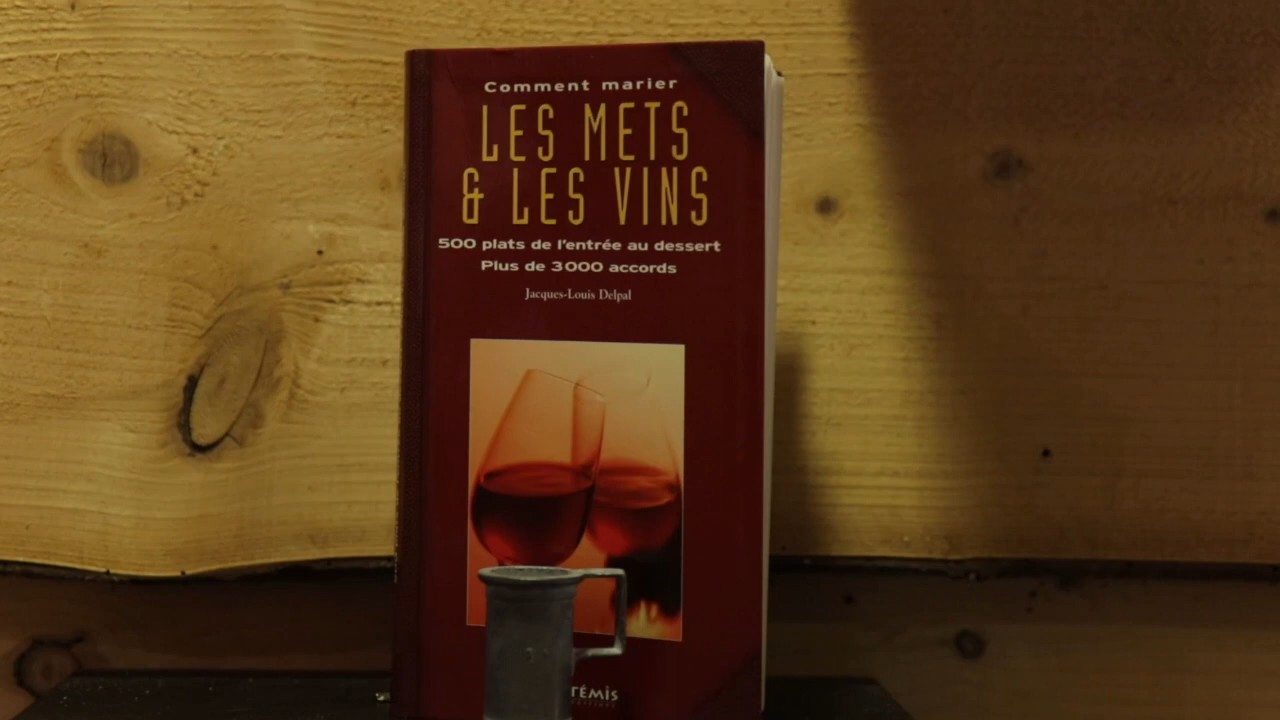 Comment marier
LES METS
& LES VINS
500 plats de l'entrée au dessert
Plus de 3000 accords
Jacques-Louis Delpal
TÉMIS